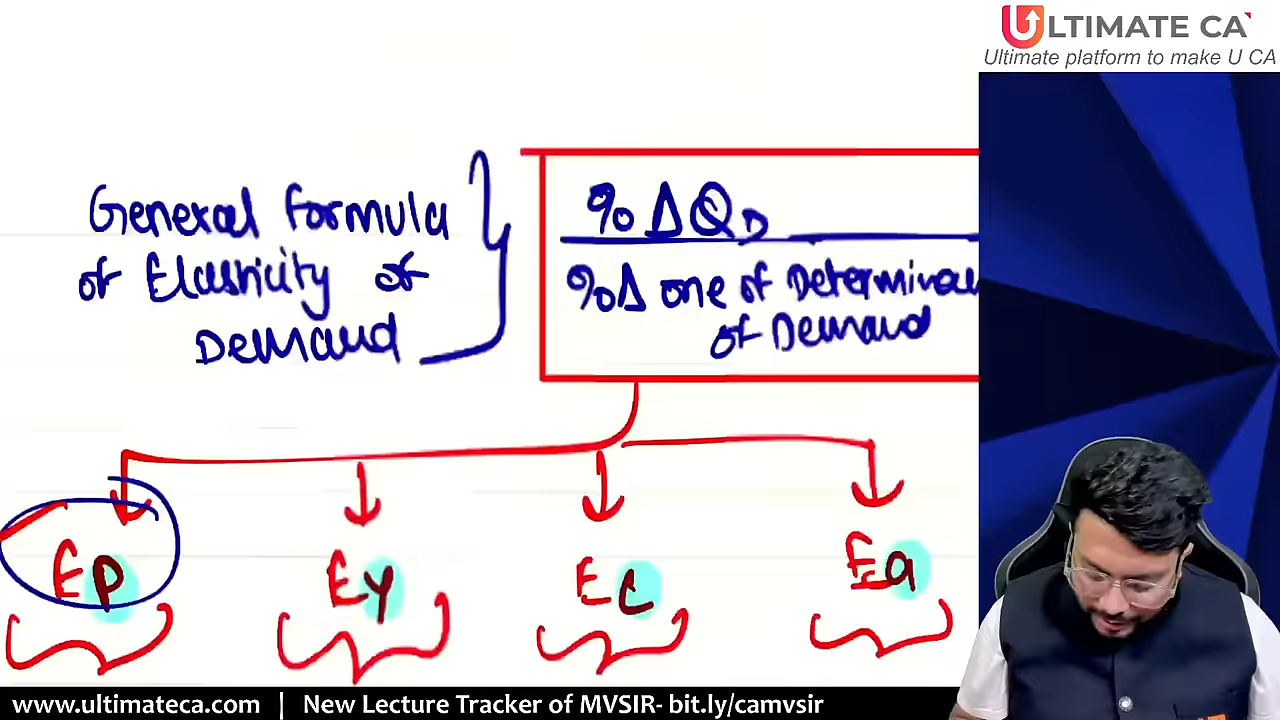 ULTIMATE CA
Ultimate platform to make U CA
General formula
of Elasticity of
Demand
%ΔQD
%Δ one of
of Demand
Ep
Ey
Ec
Ea
www.ultimateca.com | New Lecture Tracker of MVSIR- bit.ly/camvsir